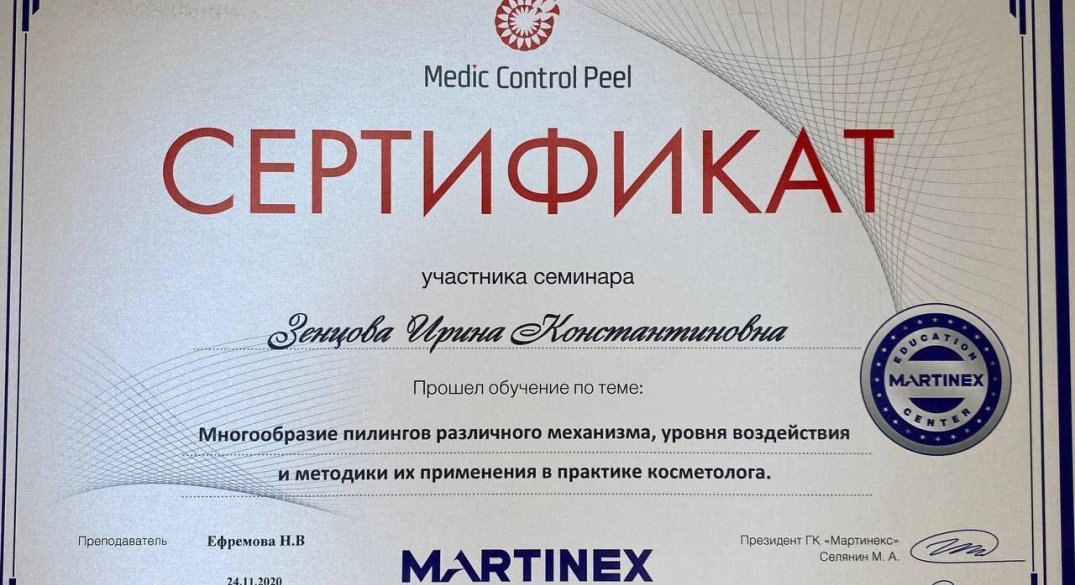 Medic Control Peel
СЕРТИФИКАТ
участника семинара
Зенцова Ирина Константиновна
Прошел обучение по теме:
EDUCATION
MARTINEX
CENTER
Многообразие пилингов различного механизма, уровня воздействия
и методики их применения в практике косметолога.
Преподаватель Ефремова Н.В
Президент ГК «Мартинекс»
Селянин М. А.
MARTINEX
24.11.2020